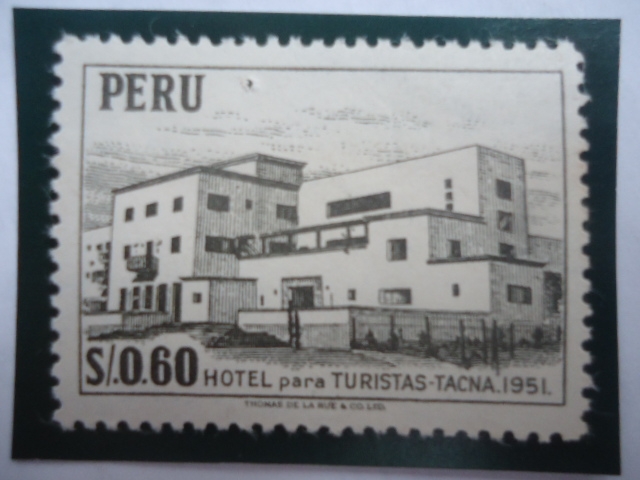 PERU
S/.0.60 HOTEL para TURISTAS-TACNA.1951.
THOMAS DE LA RUE & CO. LTD.